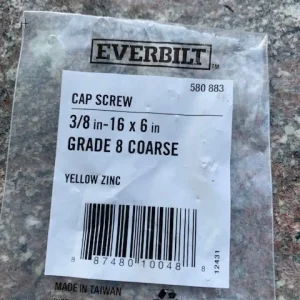 EVERBILT™
580 883
CAP SCREW
3/8 in-16 x 6 in
GRADE 8 COARSE
YELLOW ZINC
8 87480 10048 8
12431
MADE IN TAIWAN